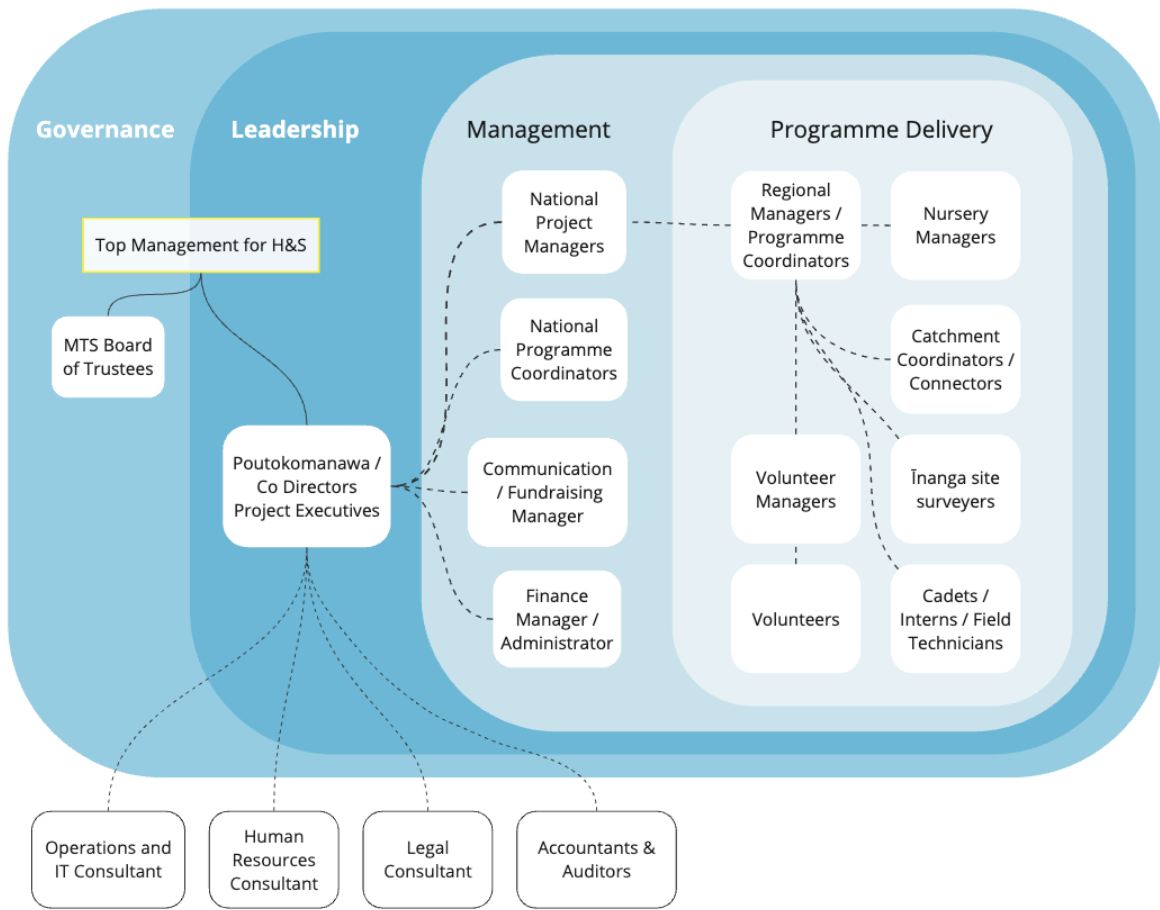 Governance
Leadership
Management
Programme Delivery
Top Management for H&S
MTS Board
of Trustees
Poutokomanawa /
Co Directors
Project Executives
National
Project
Managers
National
Programme
Coordinators
Communication
/ Fundraising
Manager
Finance
Manager /
Administrator
Regional
Managers /
Programme
Coordinators
Nursery
Managers
Catchment
Coordinators /
Connectors
Volunteer
Managers
Īnanga site
surveyers
Volunteers
Cadets /
Interns / Field
Technicians
Operations and
IT Consultant
Human
Resources
Consultant
Legal
Consultant
Accountants &
Auditors